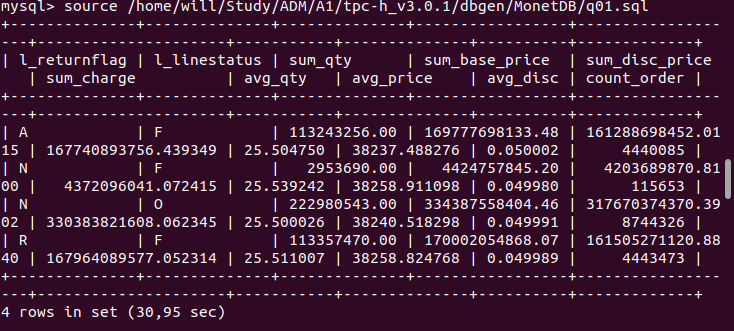 mysql> source /home/will/Study/ADM/A1/tpc-h_v3.0.1/dbgen/MonetDB/q01.sql
+--------------+--------------+--------------+-----------------+----------------
---+---------------------+-----------+--------------+----------+-------------+
| l_returnflag | l_linestatus | sum_qty      | sum_base_price  | sum_disc_price
   | sum_charge          | avg_qty   | avg_price    | avg_disc | count_order |
+--------------+--------------+--------------+-----------------+----------------
---+---------------------+-----------+--------------+----------+-------------+
| A            | F            | 113243256.00 | 169777698133.48 | 161288698452.01
15 | 167740893756.439349 | 25.504750 | 38237.488276 | 0.050002 |     4440085 |
| N            | F            |   2953690.00 |   4424757845.20 |   4203689870.81
00 |   4372096041.072415 | 25.539242 | 38258.911098 | 0.049980 |      115653 |
| N            | O            | 222980543.00 | 334387558404.46 | 317670374370.39
02 | 330383821608.062345 | 25.500026 | 38240.518298 | 0.049991 |     8744326 |
| R            | F            | 113357470.00 | 170002054868.07 | 161505271120.88
40 | 167964089577.052314 | 25.511007 | 38258.824768 | 0.049989 |     4443473 |
+--------------+--------------+--------------+-----------------+----------------
---+---------------------+-----------+--------------+----------+-------------+
4 rows in set (30,95 sec)